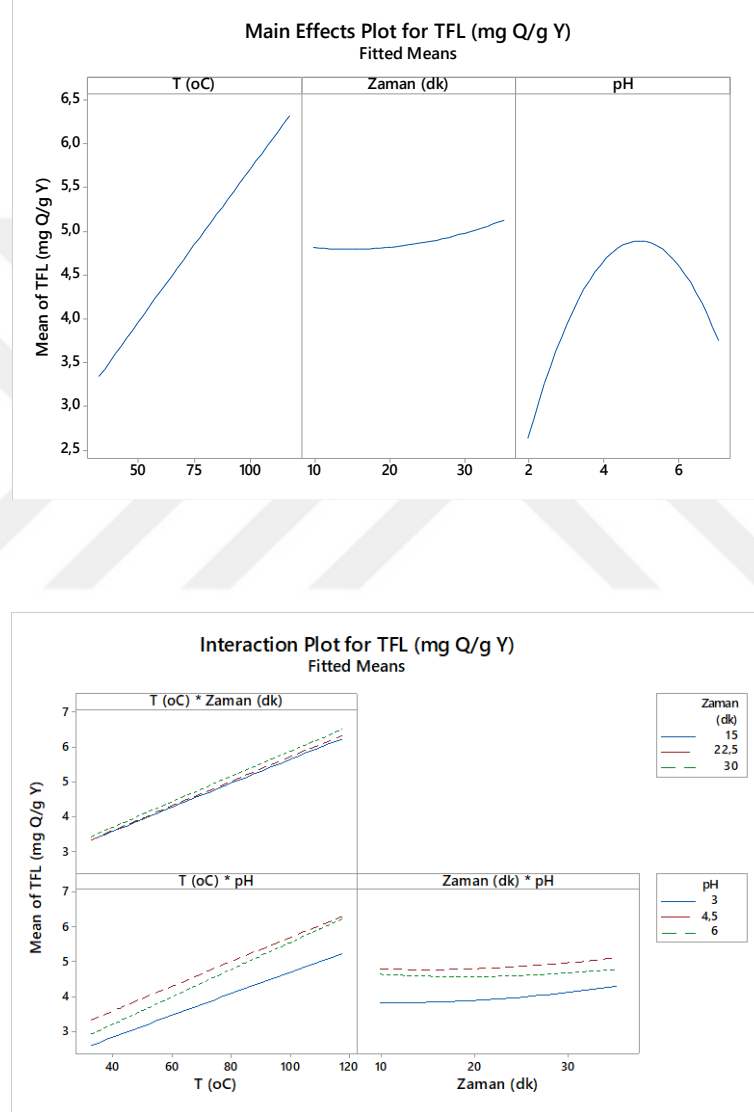 Main Effects Plot for TFL (mg Q/g Y)
Fitted Means
T (oC) Zaman (dk) pH
Mean of TFL (mg Q/g Y)
6,5
6,0
5,5
5,0
4,5
4,0
3,5
3,0
2,5
50 75 100 10 20 30 2 4 6
Interaction Plot for TFL (mg Q/g Y)
Fitted Means
T (oC) * Zaman (dk)
Mean of TFL (mg Q/g Y)
7
6
5
4
3
Zaman
(dk)
15
22,5
30
T (oC) * pH Zaman (dk) * pH
7
6
5
4
3
pH
3
4,5
6
40 60 80 100 120 10 20 30
T (oC) Zaman (dk)